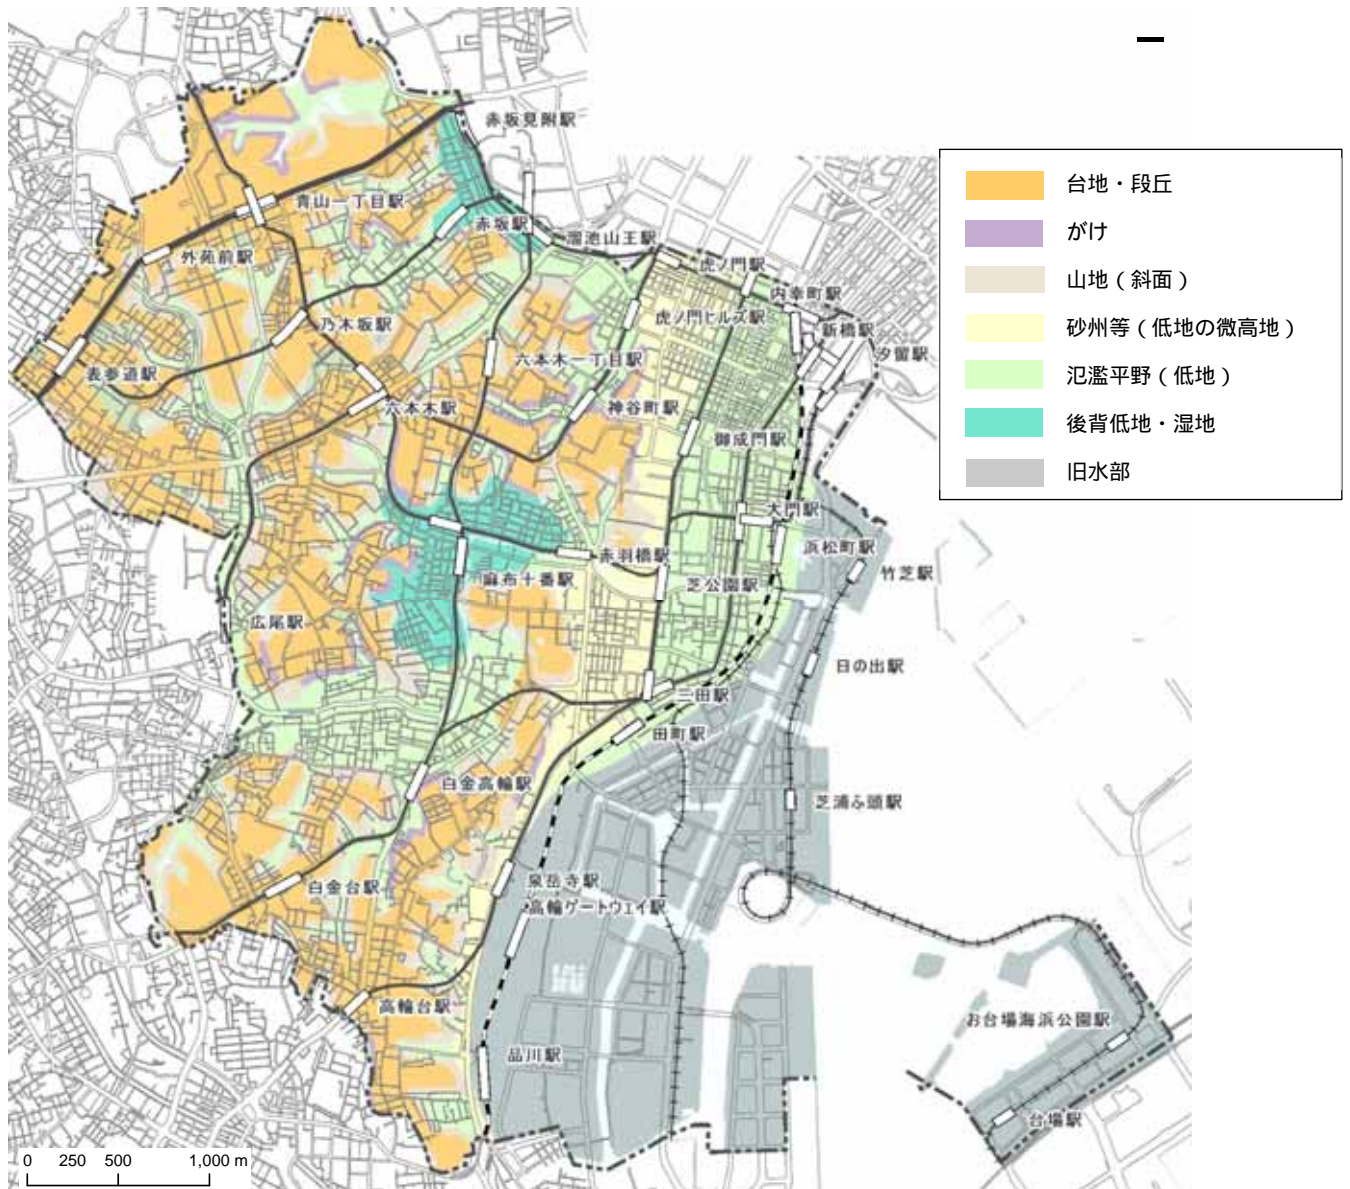 赤坂見附駅
青山一丁目駅
赤坂駅
溜池山王駅
外苑前駅
虎ノ門駅
内幸町駅
虎ノ門ヒルズ駅
新橋駅
乃木坂駅
汐留駅
六本木一丁目駅
表参道駅
六本木駅
神谷町駅
御成門駅
大門駅
浜松町駅
赤羽橋駅
竹芝駅
麻布十番駅
芝公園駅
広尾駅
日の出駅
三田駅
田町駅
白金高輪駅
芝浦ふ頭駅
泉岳寺駅
白金台駅
高輪ゲートウェイ駅
高輪台駅
お台場海浜公園駅
品川駅
台場駅
台地・段丘
がけ
山地（斜面）
砂州等（低地の微高地）
氾濫平野（低地）
後背低地・湿地
旧水部
0 250 500 1,000 m